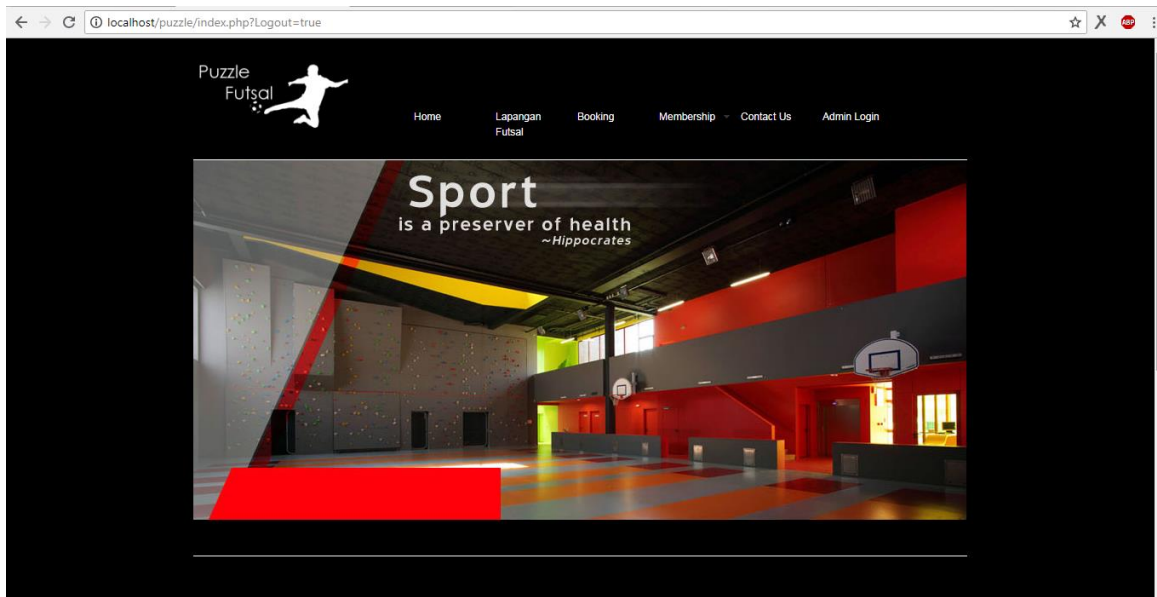 localhost/puzzle/index.php?Logout=true
X
ABP
Puzzle
Futsal
Home
Lapangan
Futsal
Booking
Membership
Contact Us
Admin Login
Sport
is a preserver of health
~Hippocrates